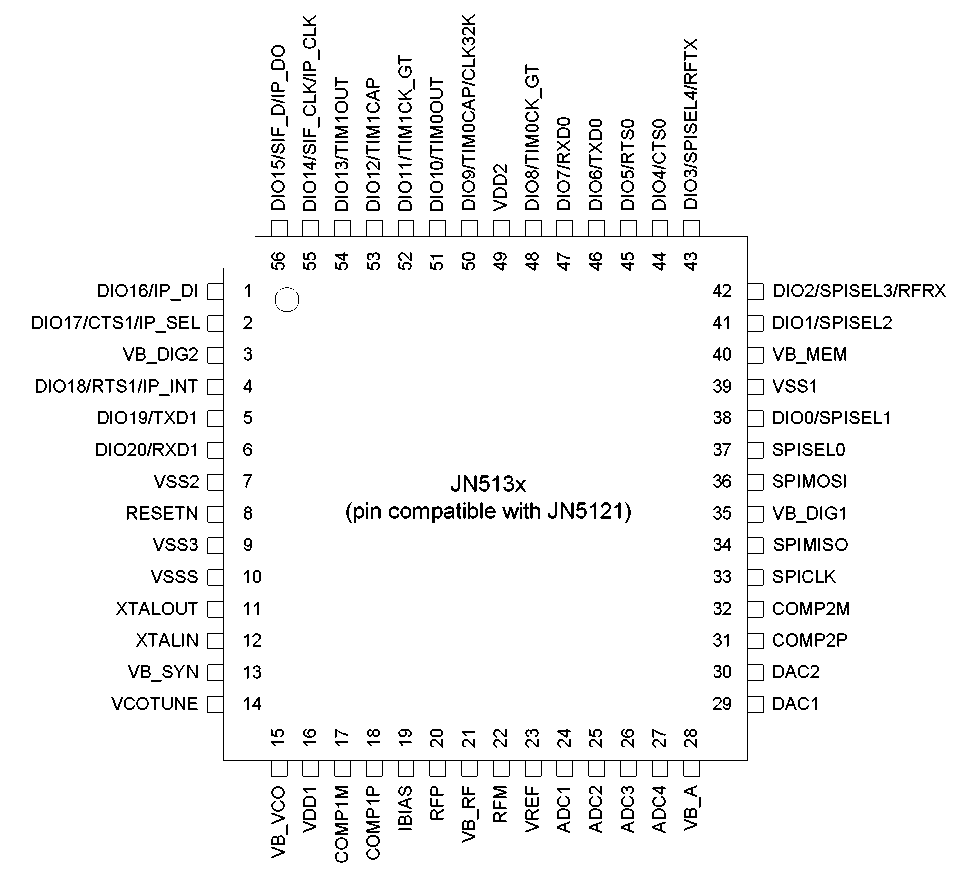 DIO15/SIF_D/IP_DO
DIO14/SIF_CLK/IP_CLK
DIO13/TIM1OUT
DIO12/TIM1CAP
DIO11/TIM1CK_GT
DIO10/TIM0OUT
DIO9/TIM0CAP/CLK32K
VDD2
DIO8/TIM0CK_GT
DIO7/RXD0
DIO6/TXD0
DIO5/RTS0
DIO4/CTS0
DIO3/SPISEL4/RFTX
56 55 54 53 52 51 50 49 48 47 46 45 44 43
DIO16/IP_DI 1
DIO17/CTS1/IP_SEL 2
VB_DIG2 3
DIO18/RTS1/IP_INT 4
DIO19/TXD1 5
DIO20/RXD1 6
VSS2 7
RESETN 8
VSS3 9
VSSS 10
XTALOUT 11
XTALIN 12
VB_SYN 13
VCOTUNE 14
JN513x
(pin compatible with JN5121)
42 DIO2/SPISEL3/RFRX
41 DIO1/SPISEL2
40 VB_MEM
39 VSS1
38 DIO0/SPISEL1
37 SPISEL0
36 SPIMOSI
35 VB_DIG1
34 SPIMISO
33 SPICLK
32 COMP2M
31 COMP2P
30 DAC2
29 DAC1
15 16 17 18 19 20 21 22 23 24 25 26 27 28
VB_VCO
VDD1
COMP1M
COMP1P
IBIAS
RFP
VB_RF
RFM
VREF
ADC1
ADC2
ADC3
ADC4
VB_A